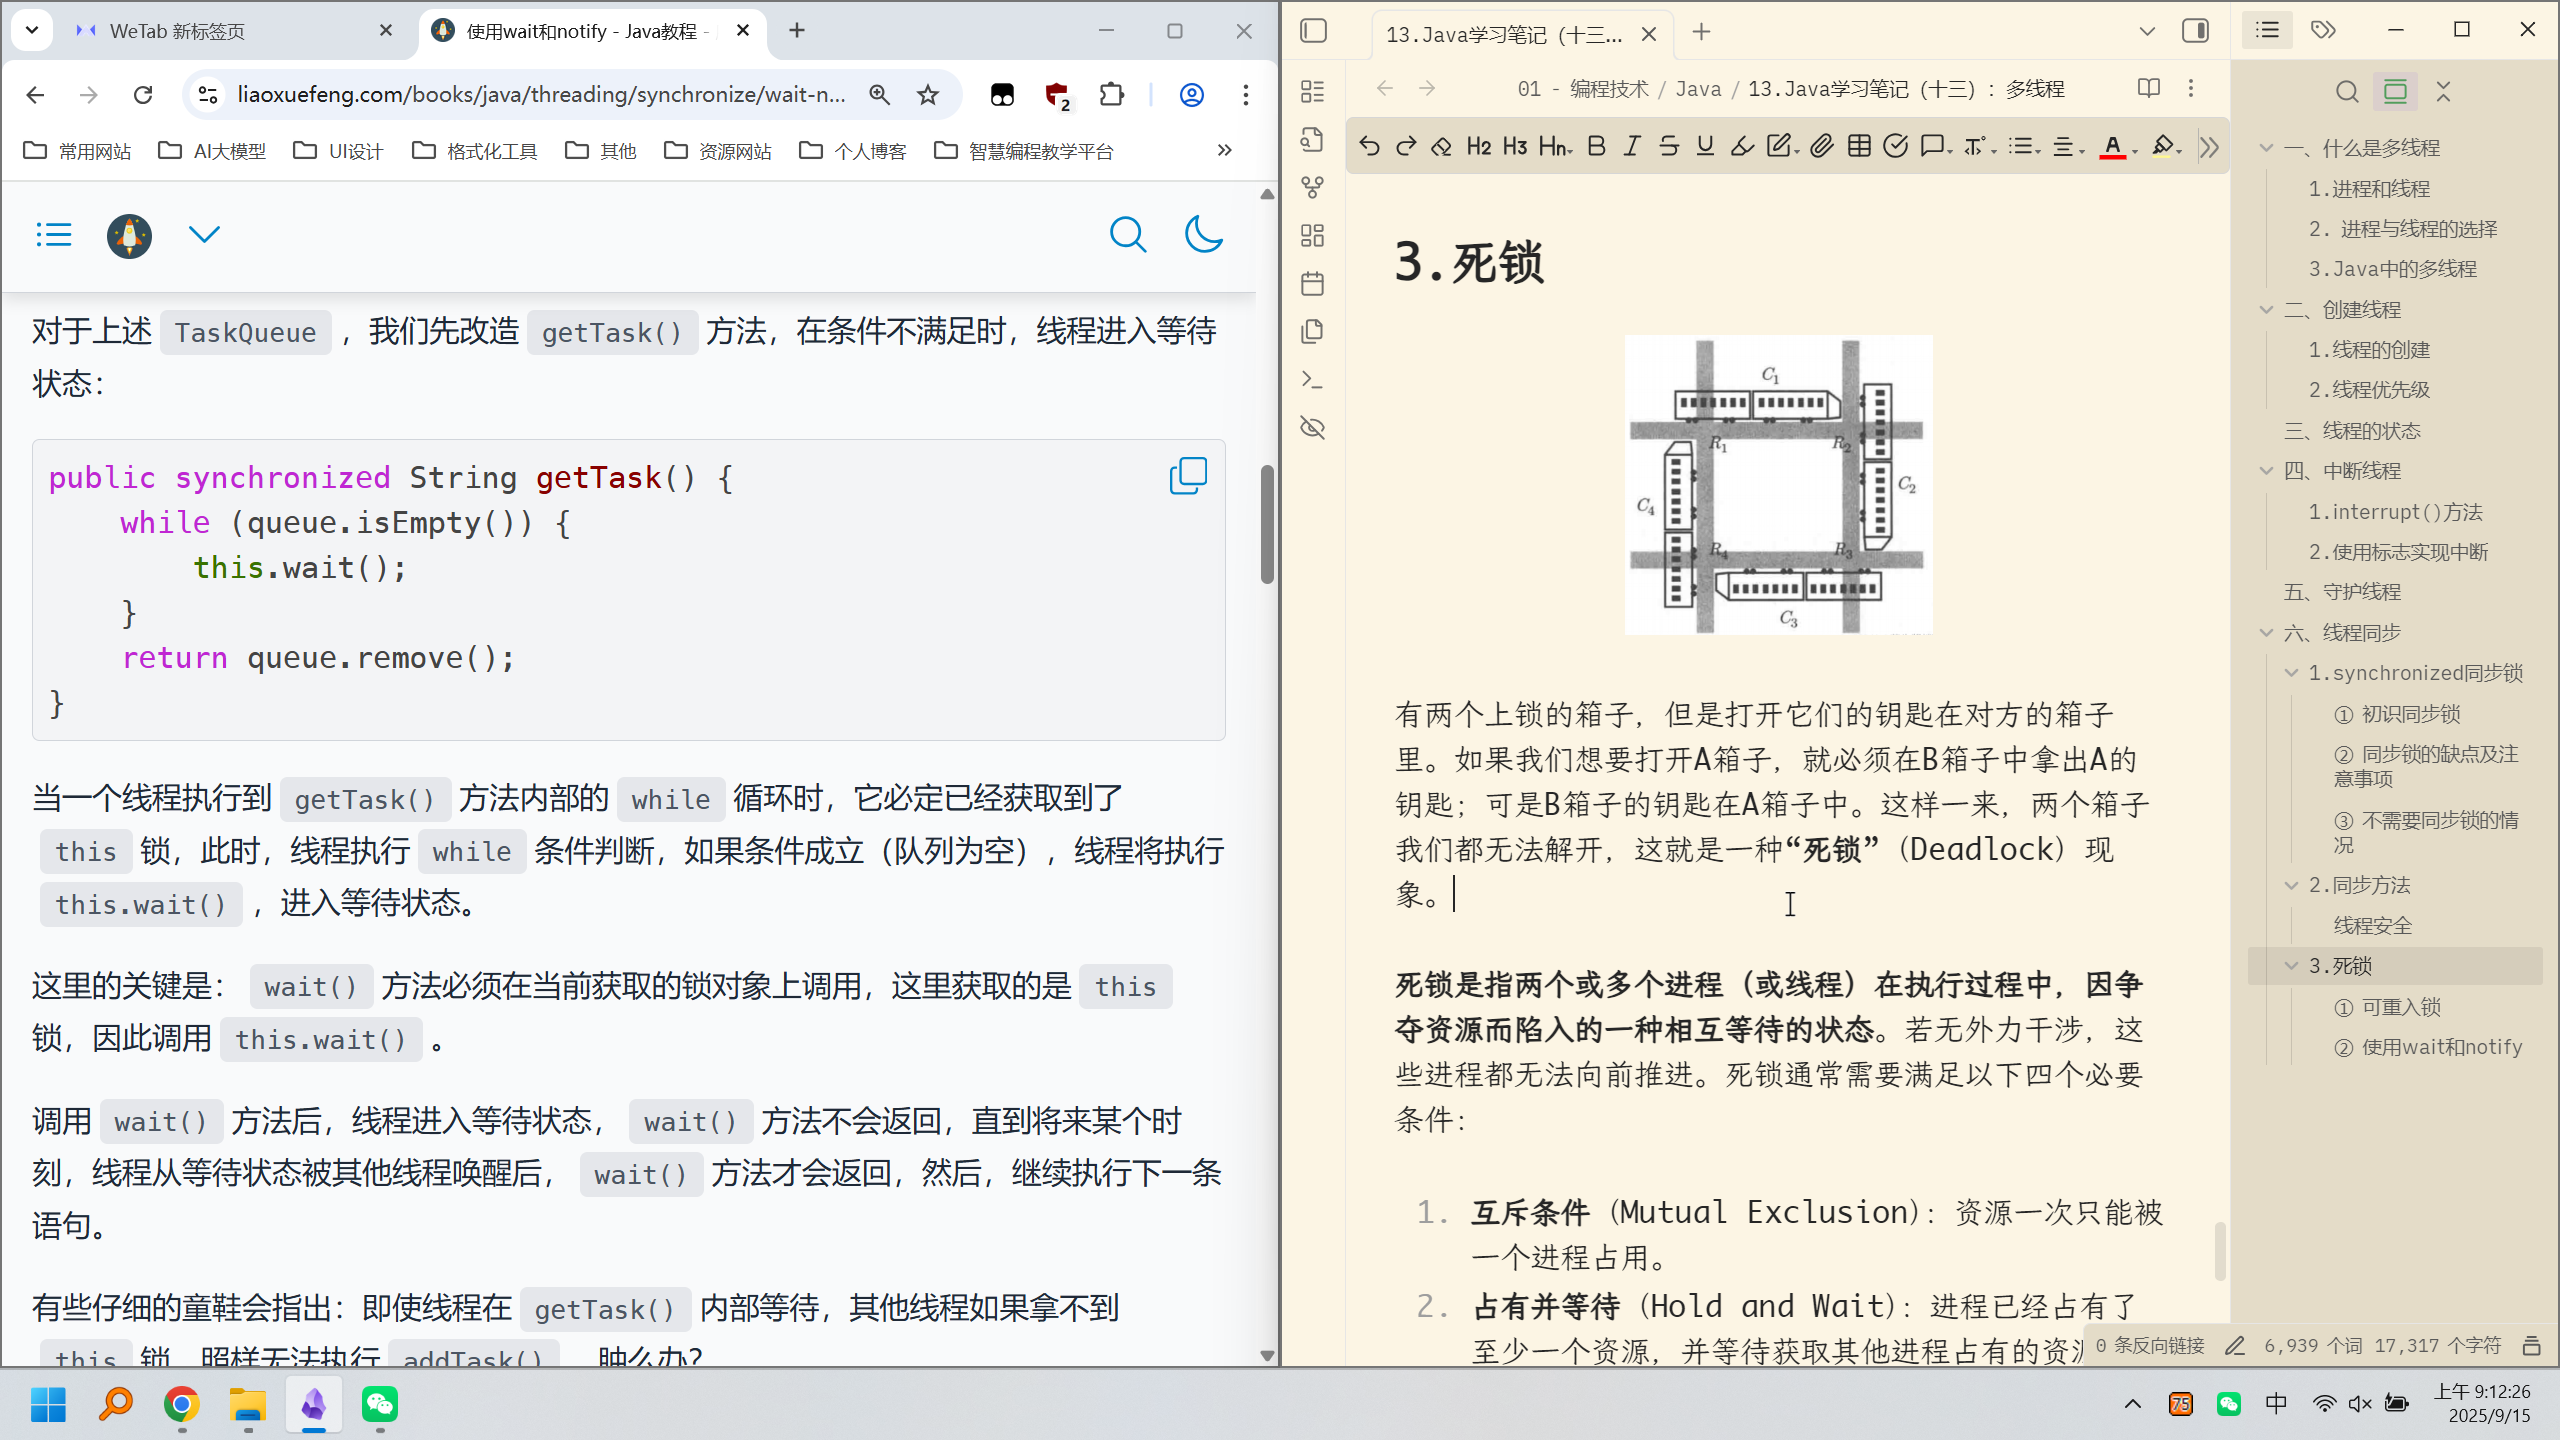 WeTab 新标签页
使用wait和notify - Java教程 -
liaoxuefeng.com/books/java/threading/synchronize/wait-n...
2
常用网站
AI大模型
UI设计
格式化工具
其他
资源网站
个人博客
智慧编程教学平台
对于上述 TaskQueue ，我们先改造 getTask() 方法，在条件不满足时，线程进入等待
状态：
public synchronized String getTask() {
while (queue.isEmpty()) {
this.wait();
}
return queue.remove();
}
当一个线程执行到 getTask() 方法内部的 while 循环时，它必定已经获取到了
this 锁，此时，线程执行 while 条件判断，如果条件成立（队列为空），线程将执行
this.wait() ，进入等待状态。
这里的关键是： wait() 方法必须在当前获取的锁对象上调用，这里获取的是 this
锁，因此调用 this.wait() 。
调用 wait() 方法后，线程进入等待状态， wait() 方法不会返回，直到将来某个时
刻，线程从等待状态被其他线程唤醒后， wait() 方法才会返回，然后，继续执行下一条
语句。
有些仔细的童鞋会指出：即使线程在 getTask() 内部等待，其他线程如果拿不到
this 锁，照样无法执行 addTask() ，肿么办？
13.Java学习笔记（十三...
01 - 编程技术 / Java / 13.Java学习笔记（十三）：多线程
H2 H3 Hn B I S U A
3.死锁
C1
R1
R2
C2
C4
R4
R3
C3
有两个上锁的箱子，但是打开它们的钥匙在对方的箱子
里。如果我们想要打开A箱子，就必须在B箱子中拿出A的
钥匙；可是B箱子的钥匙在A箱子中。这样一来，两个箱子
我们都无法解开，这就是一种“死锁”（Deadlock）现
象。
死锁是指两个或多个进程（或线程）在执行过程中，因争
夺资源而陷入的一种相互等待的状态。若无外力干涉，这
些进程都无法向前推进。死锁通常需要满足以下四个必要
条件：
1. 互斥条件（Mutual Exclusion）：资源一次只能被
一个进程占用。
2. 占有并等待（Hold and Wait）：进程已经占有了
至少一个资源，并等待获取其他进程占有的资源
0 条反向链接
6,939 个词 17,317 个字符
一、什么是多线程
1.进程和线程
2. 进程与线程的选择
3.Java中的多线程
二、创建线程
1.线程的创建
2.线程优先级
三、线程的状态
四、中断线程
1.interrupt()方法
2.使用标志实现中断
五、守护线程
六、线程同步
1.synchronized同步锁
① 初识同步锁
② 同步锁的缺点及注
意事项
③ 不需要同步锁的情
况
2.同步方法
线程安全
3.死锁
① 可重入锁
② 使用wait和notify
75
中
上午 9:12:26
2025/9/15